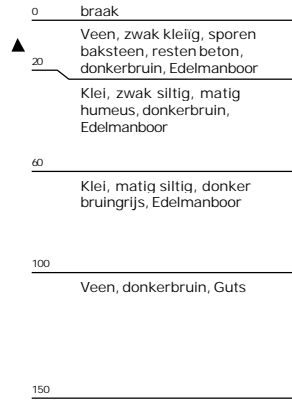 0 braak
Veen, zwak kleiïg, sporen
baksteen, resten beton,
20 donkerbruin, Edelmanboor
Klei, zwak siltig, matig
humeus, donkerbruin,
Edelmanboor
60
Klei, matig siltig, donker
bruingrijs, Edelmanboor
100
Veen, donkerbruin, Guts
150